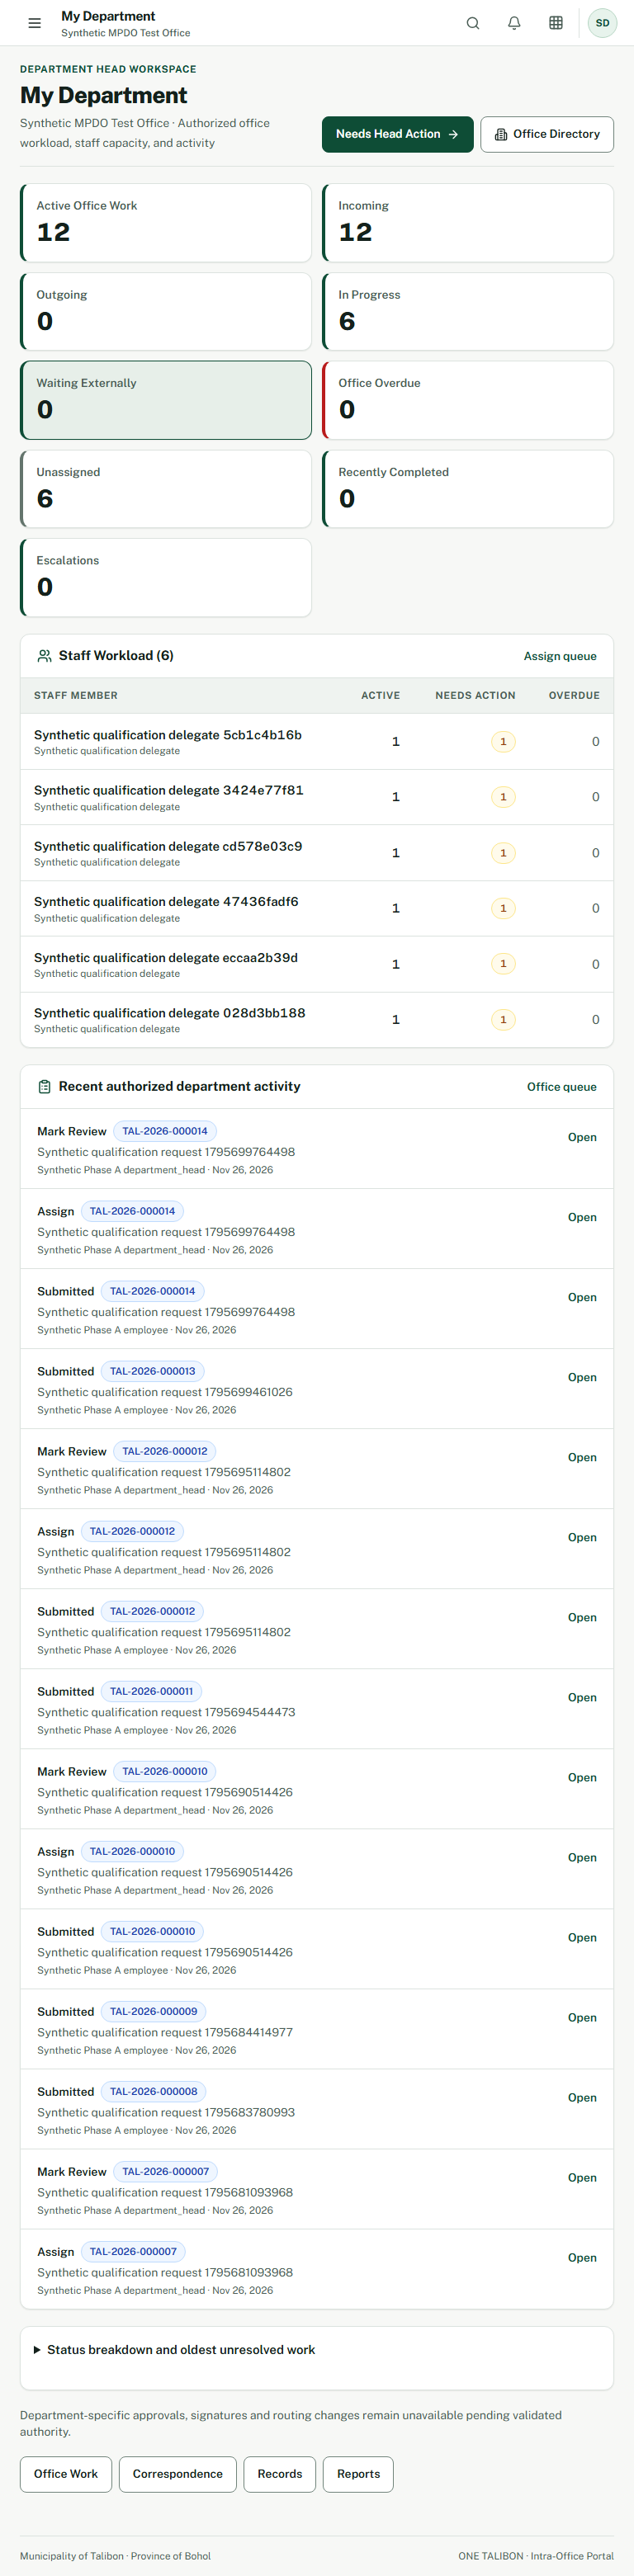 My Department
Synthetic MPDO Test Office
SD
DEPARTMENT HEAD WORKSPACE
My Department
Synthetic MPDO Test Office · Authorized office
workload, staff capacity, and activity
Needs Head Action →
Office Directory
Active Office Work
12
Incoming
12
Outgoing
0
In Progress
6
Waiting Externally
0
Office Overdue
0
Unassigned
6
Recently Completed
0
Escalations
0
Staff Workload (6)
Assign queue
STAFF MEMBER ACTIVE NEEDS ACTION OVERDUE
Synthetic qualification delegate 5cb1c4b16b
Synthetic qualification delegate
1 1 0
Synthetic qualification delegate 3424e77f81
Synthetic qualification delegate
1 1 0
Synthetic qualification delegate cd578e03c9
Synthetic qualification delegate
1 1 0
Synthetic qualification delegate 47436fadf6
Synthetic qualification delegate
1 1 0
Synthetic qualification delegate eccaa2b39d
Synthetic qualification delegate
1 1 0
Synthetic qualification delegate 028d3bb188
Synthetic qualification delegate
1 1 0
Recent authorized department activity
Office queue
Mark Review TAL-2026-000014
Open
Synthetic qualification request 1795699764498
Synthetic Phase A department_head · Nov 26, 2026
Assign TAL-2026-000014
Open
Synthetic qualification request 1795699764498
Synthetic Phase A department_head · Nov 26, 2026
Submitted TAL-2026-000014
Open
Synthetic qualification request 1795699764498
Synthetic Phase A employee · Nov 26, 2026
Submitted TAL-2026-000013
Open
Synthetic qualification request 1795699461026
Synthetic Phase A employee · Nov 26, 2026
Mark Review TAL-2026-000012
Open
Synthetic qualification request 1795695114802
Synthetic Phase A department_head · Nov 26, 2026
Assign TAL-2026-000012
Open
Synthetic qualification request 1795695114802
Synthetic Phase A department_head · Nov 26, 2026
Submitted TAL-2026-000012
Open
Synthetic qualification request 1795695114802
Synthetic Phase A employee · Nov 26, 2026
Submitted TAL-2026-000011
Open
Synthetic qualification request 1795694544473
Synthetic Phase A employee · Nov 26, 2026
Mark Review TAL-2026-000010
Open
Synthetic qualification request 1795690514426
Synthetic Phase A department_head · Nov 26, 2026
Assign TAL-2026-000010
Open
Synthetic qualification request 1795690514426
Synthetic Phase A department_head · Nov 26, 2026
Submitted TAL-2026-000010
Open
Synthetic qualification request 1795690514426
Synthetic Phase A employee · Nov 26, 2026
Submitted TAL-2026-000009
Open
Synthetic qualification request 1795684414977
Synthetic Phase A employee · Nov 26, 2026
Submitted TAL-2026-000008
Open
Synthetic qualification request 1795683780993
Synthetic Phase A employee · Nov 26, 2026
Mark Review TAL-2026-000007
Open
Synthetic qualification request 1795681093968
Synthetic Phase A department_head · Nov 26, 2026
Assign TAL-2026-000007
Open
Synthetic qualification request 1795681093968
Synthetic Phase A department_head · Nov 26, 2026
Status breakdown and oldest unresolved work
Department-specific approvals, signatures and routing changes remain unavailable pending validated
authority.
Office Work
Correspondence
Records
Reports
Municipality of Talibon · Province of Bohol
ONE TALIBON · Intra-Office Portal